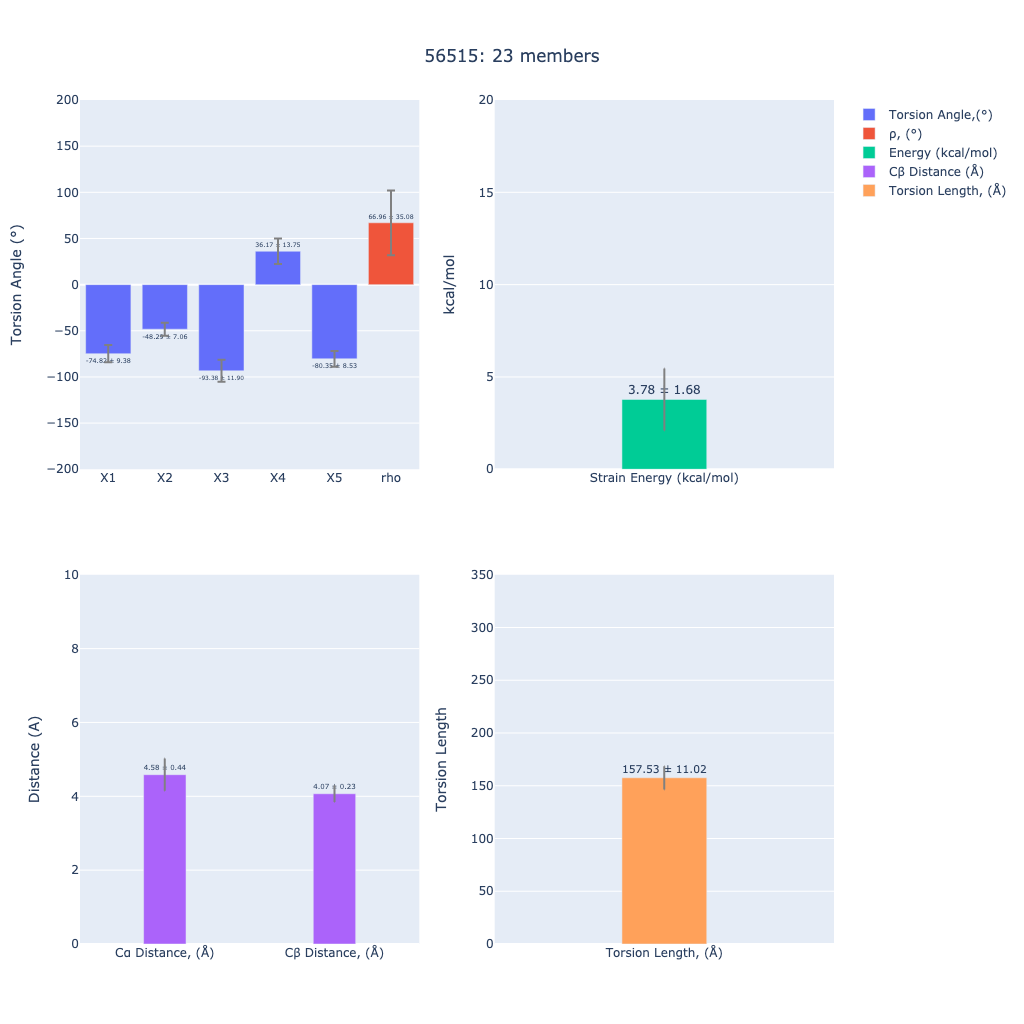 56515: 23 members
Torsion Angle (°)
200
150
100
50
0
−50
−100
−150
−200
66.96 ± 35.08
36.17 ± 13.75
-74.82 ± 9.38
-48.29 ± 7.06
-93.38 ± 11.90
-80.35 ± 8.53
X1 X2 X3 X4 X5 rho
kcal/mol
20
15
10
5
0
3.78 ± 1.68
Strain Energy (kcal/mol)
Torsion Angle,(°)
ρ, (°)
Energy (kcal/mol)
Cβ Distance (Å)
Torsion Length, (Å)
Distance (A)
10
8
6
4
2
0
4.58 ± 0.44
4.07 ± 0.23
Cα Distance, (Å) Cβ Distance, (Å)
Torsion Length
350
300
250
200
150
100
50
0
157.53 ± 11.02
Torsion Length, (Å)